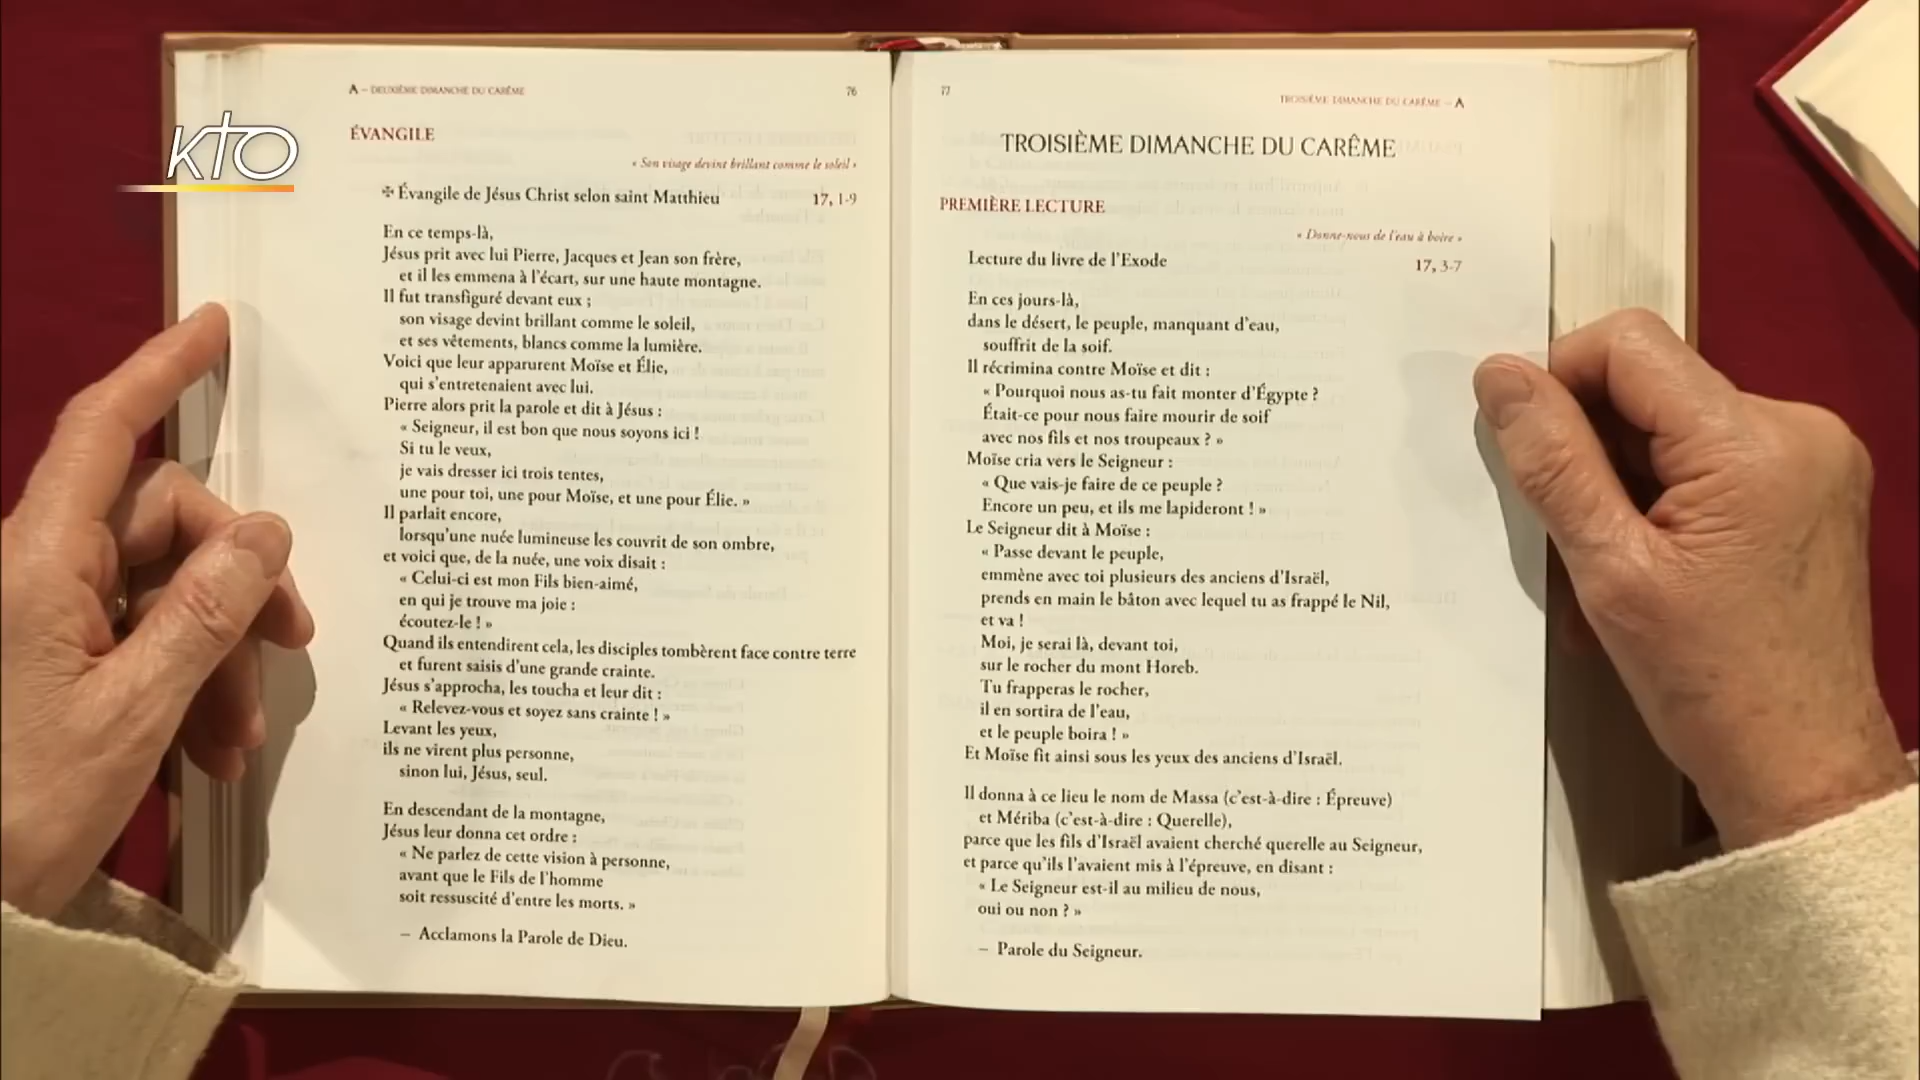 KTO
A – DEUXIÈME DIMANCHE DU CARÊME 76
ÉVANGILE
« Son visage devint brillant comme le soleil »
✠ Évangile de Jésus Christ selon saint Matthieu 17, 1-9
En ce temps-là,
Jésus prit avec lui Pierre, Jacques et Jean son frère,
et il les emmena à l'écart, sur une haute montagne.
Il fut transfiguré devant eux ;
son visage devint brillant comme le soleil,
et ses vêtements, blancs comme la lumière.
Voici que leur apparurent Moïse et Élie,
qui s'entretenaient avec lui.
Pierre alors prit la parole et dit à Jésus :
« Seigneur, il est bon que nous soyons ici !
Si tu le veux,
je vais dresser ici trois tentes,
une pour toi, une pour Moïse, et une pour Élie. »
Il parlait encore,
lorsqu'une nuée lumineuse les couvrit de son ombre,
et voici que, de la nuée, une voix disait :
« Celui-ci est mon Fils bien-aimé,
en qui je trouve ma joie :
écoutez-le ! »
Quand ils entendirent cela, les disciples tombèrent face contre terre
et furent saisis d'une grande crainte.
Jésus s'approcha, les toucha et leur dit :
« Relevez-vous et soyez sans crainte ! »
Levant les yeux,
ils ne virent plus personne,
sinon lui, Jésus, seul.
En descendant de la montagne,
Jésus leur donna cet ordre :
« Ne parlez de cette vision à personne,
avant que le Fils de l'homme
soit ressuscité d'entre les morts. »
– Acclamons la Parole de Dieu.
77 TROISIÈME DIMANCHE DU CARÊME – A
TROISIÈME DIMANCHE DU CARÊME
PREMIÈRE LECTURE
« Donne-nous de l'eau à boire »
Lecture du livre de l'Exode 17, 3-7
En ces jours-là,
dans le désert, le peuple, manquant d'eau,
souffrit de la soif.
Il récrimina contre Moïse et dit :
« Pourquoi nous as-tu fait monter d'Égypte ?
Était-ce pour nous faire mourir de soif
avec nos fils et nos troupeaux ? »
Moïse cria vers le Seigneur :
« Que vais-je faire de ce peuple ?
Encore un peu, et ils me lapideront ! »
Le Seigneur dit à Moïse :
« Passe devant le peuple,
emmène avec toi plusieurs des anciens d'Israël,
prends en main le bâton avec lequel tu as frappé le Nil,
et va !
Moi, je serai là, devant toi,
sur le rocher du mont Horeb.
Tu frapperas le rocher,
il en sortira de l'eau,
et le peuple boira ! »
Et Moïse fit ainsi sous les yeux des anciens d'Israël.
Il donna à ce lieu le nom de Massa (c'est-à-dire : Épreuve)
et Mériba (c'est-à-dire : Querelle),
parce que les fils d'Israël avaient cherché querelle au Seigneur,
et parce qu'ils l'avaient mis à l'épreuve, en disant :
« Le Seigneur est-il au milieu de nous,
oui ou non ? »
– Parole du Seigneur.